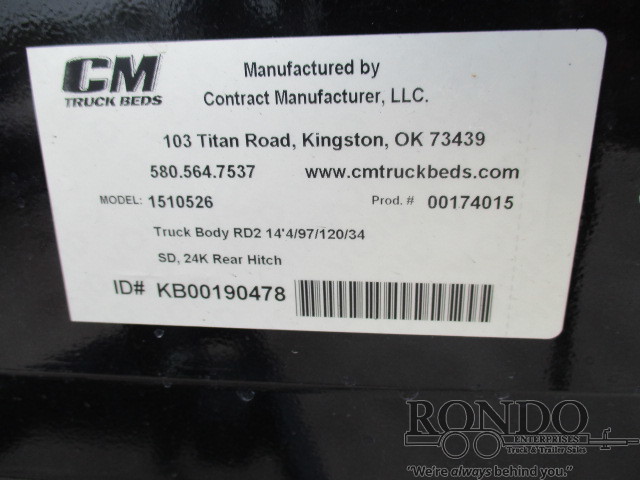 CM
TRUCK BEDS
Manufactured by
Contract Manufacturer, LLC.
103 Titan Road, Kingston, OK 73439
580.564.7537 www.cmtruckbeds.com
MODEL: 1510526 Prod. # 00174015
Truck Body RD2 14'4/97/120/34
SD, 24K Rear Hitch
ID# KB00190478
RONDO
ENTERPRISES
Truck & Trailer Sales
"We're always behind you."